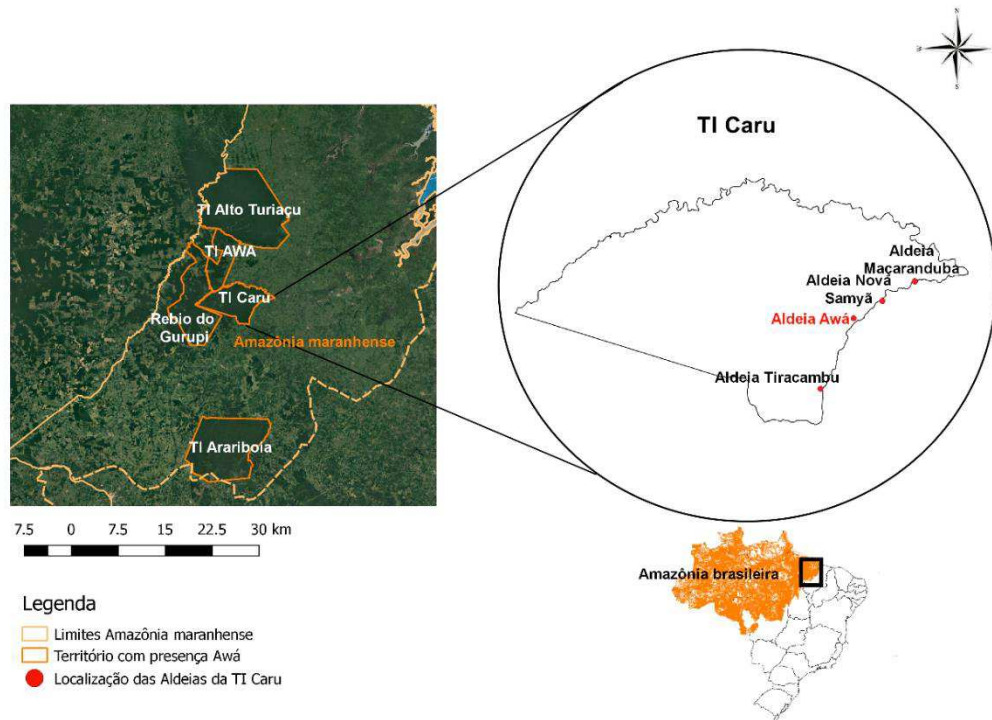 N
S
TI Caru
TI Alto Turiaçu
TI AWA
TI Caru
Rebio do
Gurupi
Amazônia maranhense
TI Arariboia
Aldeia
Maçaranduba
Aldeia Nova
Samyã
Aldeia Awá
Aldeia Tiracambu
7.5 0 7.5 15 22.5 30 km
Amazônia brasileira
Legenda
Limites Amazônia maranhense
Território com presença Awá
Localização das Aldeias da TI Caru